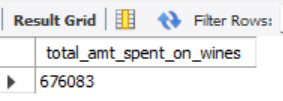 Result Grid Filter Rows:
total_amt_spent_on_wines
676083